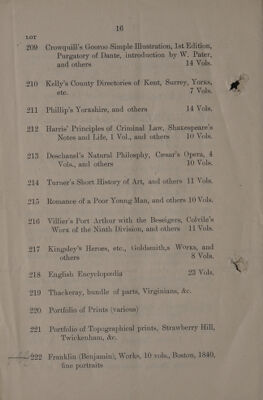 16
LOT
209 Crowquill's Gooroo Simple Illustration, 1st Edition,
Purgatory of Dante, introduction by W. Pater,
and others 14 Vols.
210 Kelly's County Directories of Kent, Surrey, Yorks,
etc. 7 Vols.
211 Phillip's Yorkshire, and others 14 Vols.
212 Harris' Principles of Criminal Law, Shakespeare's
Notes and Life, 1 Vol., and others 10 Vols.
213 Deschanel's Natural Philosphy, Cæsar's Opera, 4
Vols., and others 10 Vols.
214 Turner's Short History of Art, and others 11 Vols.
215 Romance of a Poor Young Man, and others 10 Vols.
216 Villier's Port Arthur with the Beseigers, Colvile's
Work of the Ninth Division, and others 11 Vols.
217 Kingsley's Heroes, etc., Goldsmith,s Works, and
others 8 Vols.
218 English Encyclopædia 23 Vols.
219 Thackeray, bundle of parts, Virginians, &c.
220 Portfolio of Prints (various)
221 Portfolio of Topographical prints, Strawberry Hill,
Twickenham, &c.
222 Franklin (Benjamin), Works, 10 vols., Boston, 1840,
fine portraits